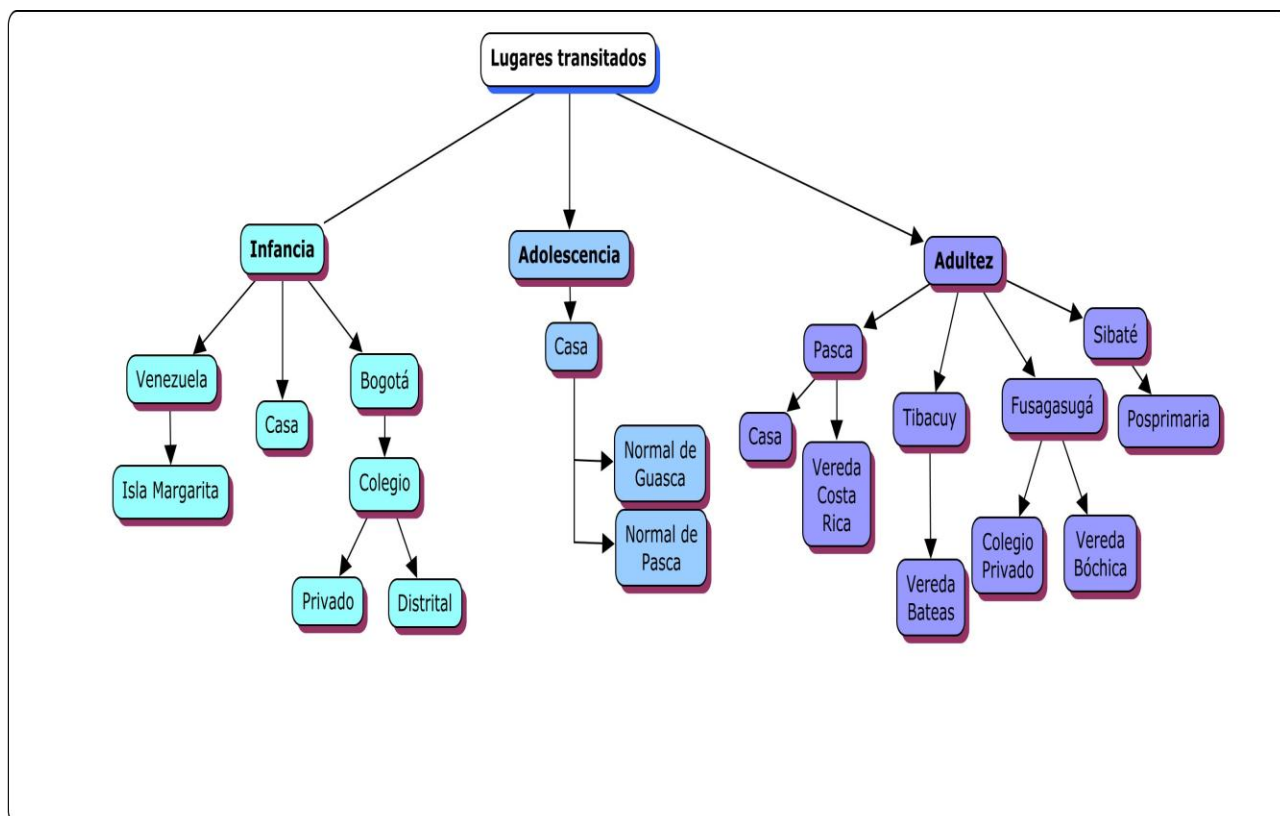 Lugares transitados
Infancia
Adolescencia
Adultez
Venezuela
Casa
Bogotá
Isla Margarita
Colegio
Privado
Distrital
Casa
Normal de
Guasca
Normal de
Pasca
Pasca
Casa
Vereda
Costa
Rica
Tibacuy
Vereda
Bateas
Fusagasugá
Colegio
Privado
Vereda
Bóchica
Sibaté
Posprimaria